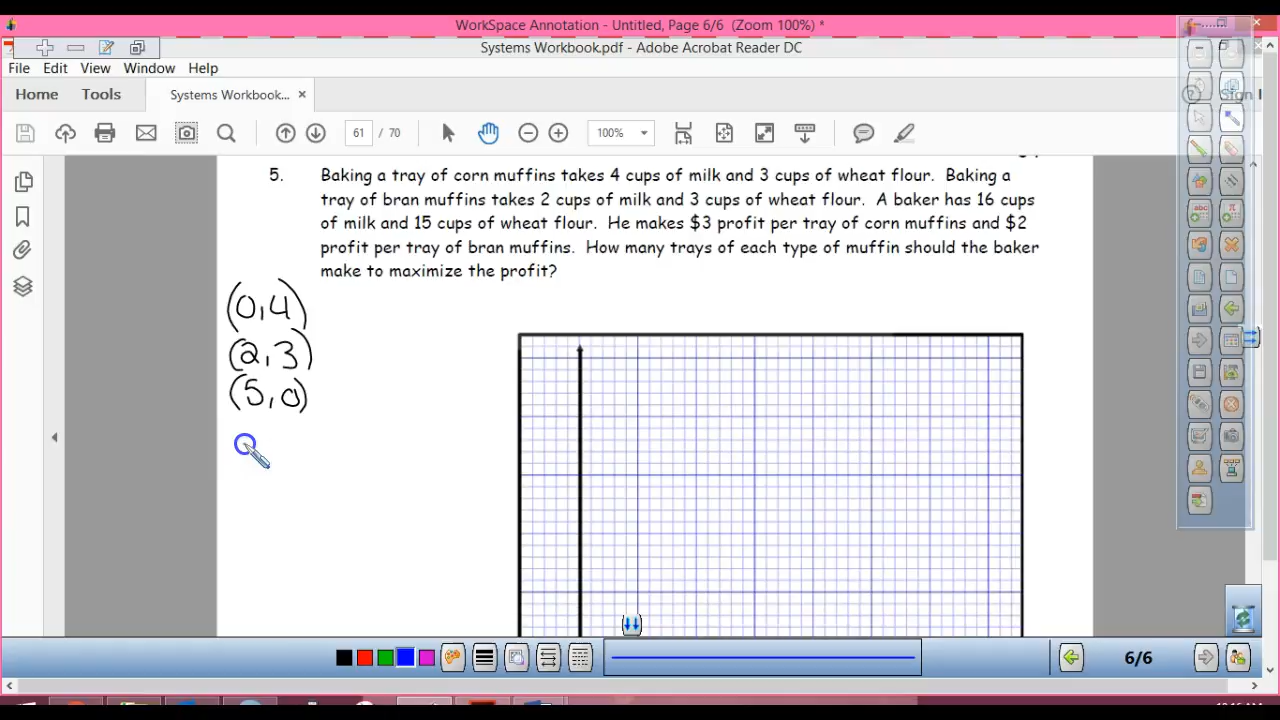 WorkSpace Annotation - Untitled, Page 6/6 (Zoom 100%) *
Systems Workbook.pdf - Adobe Acrobat Reader DC
File Edit View Window Help
Home Tools Systems Workbook... × Sign I
61 / 70 100%
5. Baking a tray of corn muffins takes 4 cups of milk and 3 cups of wheat flour. Baking a
tray of bran muffins takes 2 cups of milk and 3 cups of wheat flour. A baker has 16 cups
of milk and 15 cups of wheat flour. He makes $3 profit per tray of corn muffins and $2
profit per tray of bran muffins. How many trays of each type of muffin should the baker
make to maximize the profit?
(0,4)
(2,3)
(5,0)
6/6